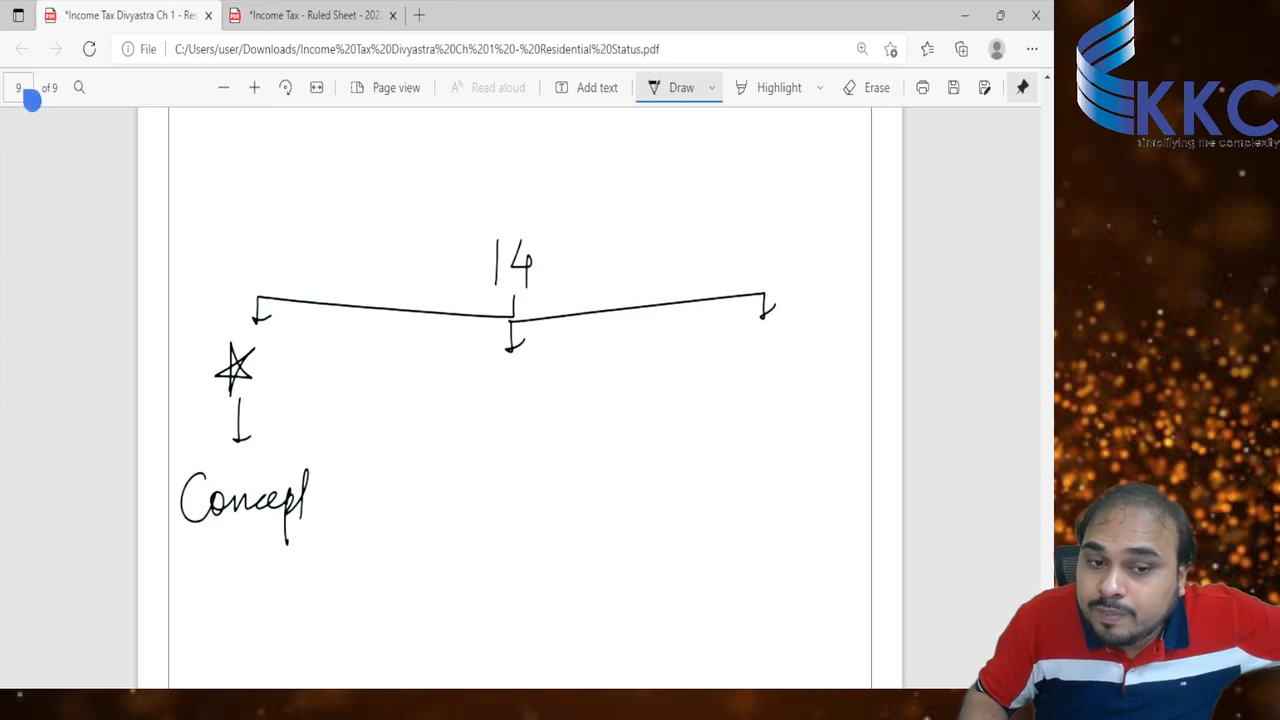 *Income Tax Divyastra Ch 1 - Res
*Income Tax - Ruled Sheet - 202
File
C:/Users/user/Downloads/Income%20Tax%20Divyastra%20Ch%201%20-%20Residential%20Status.pdf
9 of 9
Page view
Read aloud
Add text
Draw
Highlight
Erase
KKC
simplifying the complexity
14
Concept